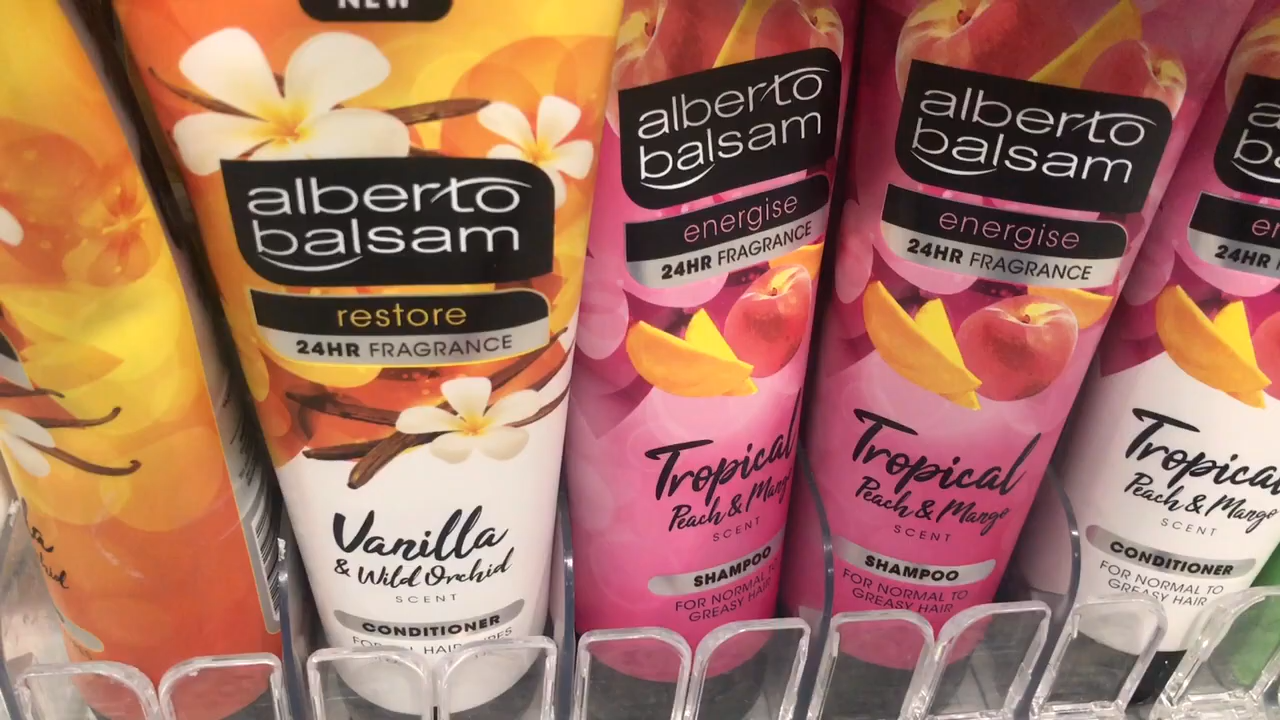 NEW
alberto
balsam
restore
24HR FRAGRANCE
Vanilla
& Wild Orchid
SCENT
CONDITIONER
alberto
balsam
energise
24HR FRAGRANCE
Tropical
Peach & Mango
SCENT
SHAMPOO
FOR NORMAL TO
GREASY HAIR
alberto
balsam
energise
24HR FRAGRANCE
Tropical
Peach & Mango
SCENT
SHAMPOO
FOR NORMAL TO
GREASY HAIR
24HR
Tropical
Peach & Mango
SCENT
CONDITIONER
FOR NORMAL TO
GREASY HAIR